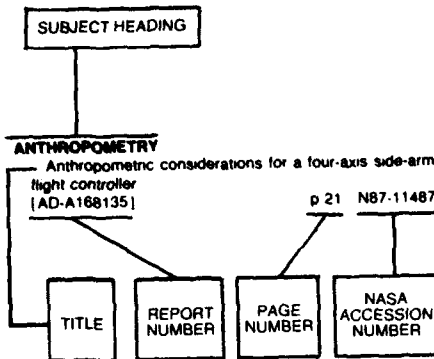 SUBJECT HEADING
ANTHROPOMETRY
Anthropometric considerations for a four-axis side-arm
flight controller
[AD-A168135] p 21 N87-11487
TITLE
REPORT
NUMBER
PAGE
NUMBER
NASA
ACCESSION
NUMBER